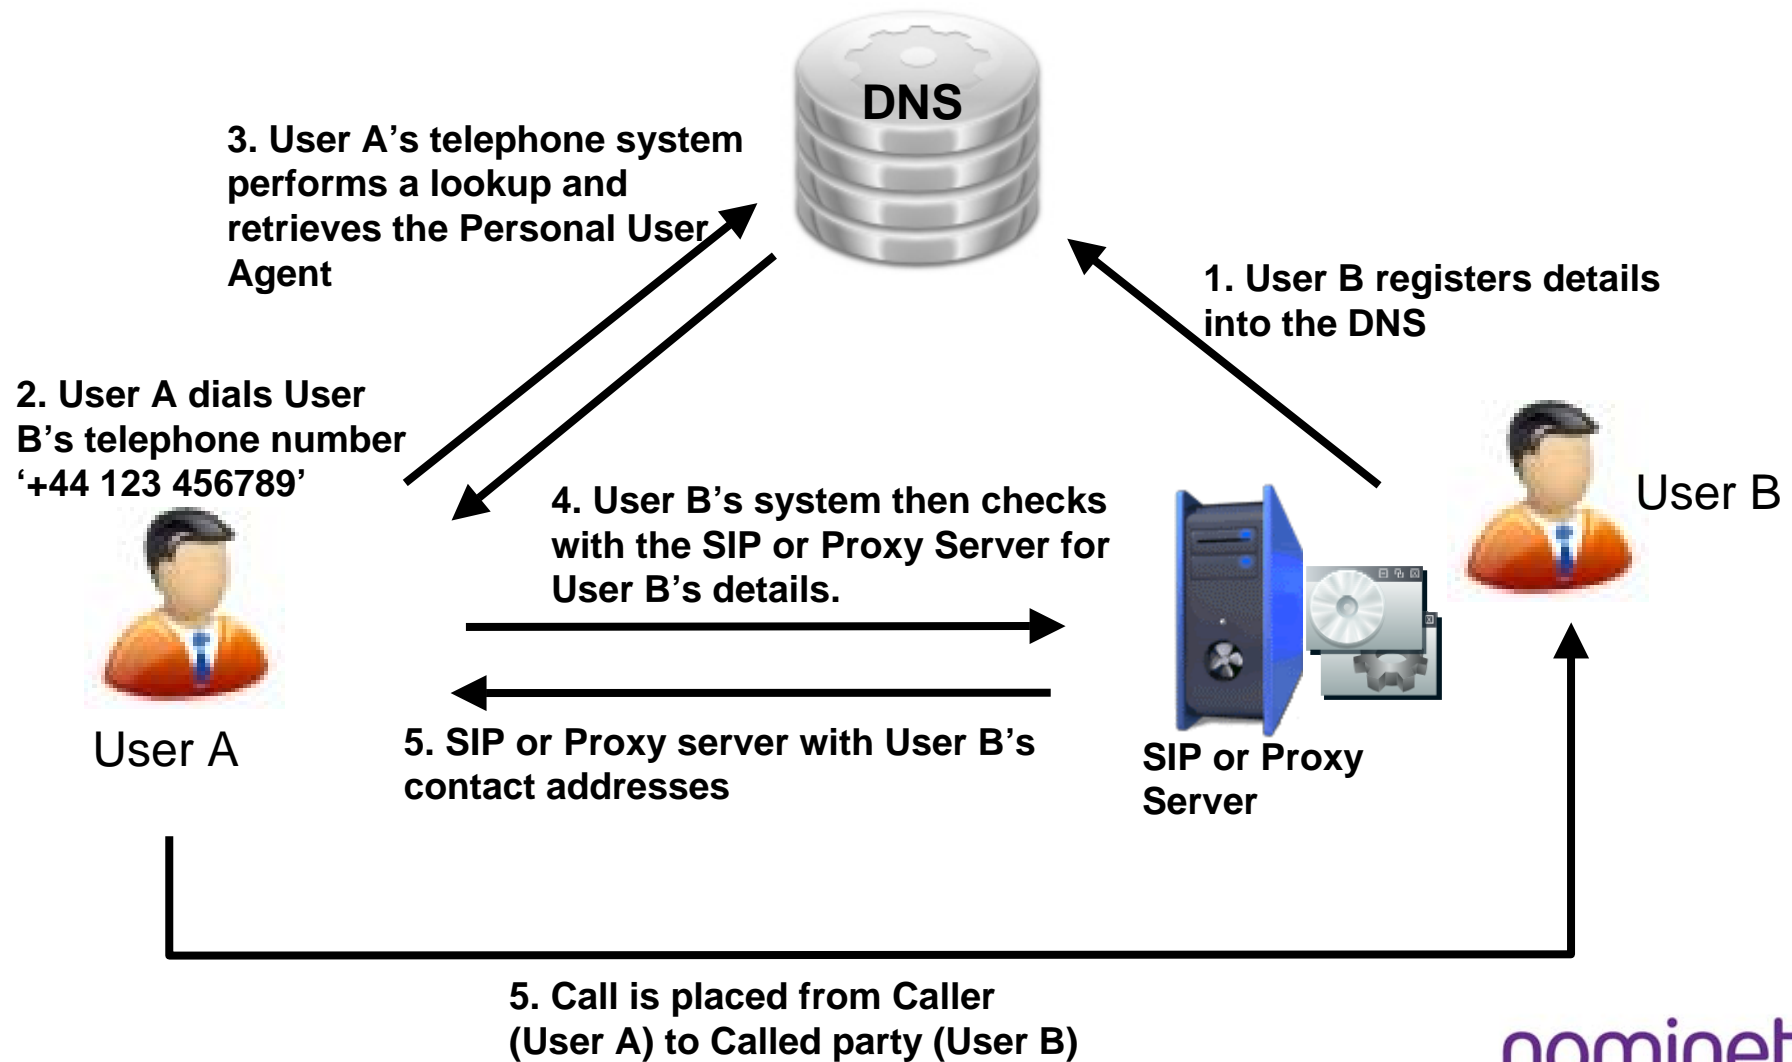 DNS
3. User A’s telephone system
performs a lookup and
retrieves the Personal User
Agent
1. User B registers details
into the DNS
2. User A dials User
B’s telephone number
‘+44 123 456789’
User B
4. User B’s system then checks
with the SIP or Proxy Server for
User B’s details.
User A
5. SIP or Proxy server with User B’s
contact addresses
SIP or Proxy
Server
5. Call is placed from Caller
(User A) to Called party (User B)
nominet